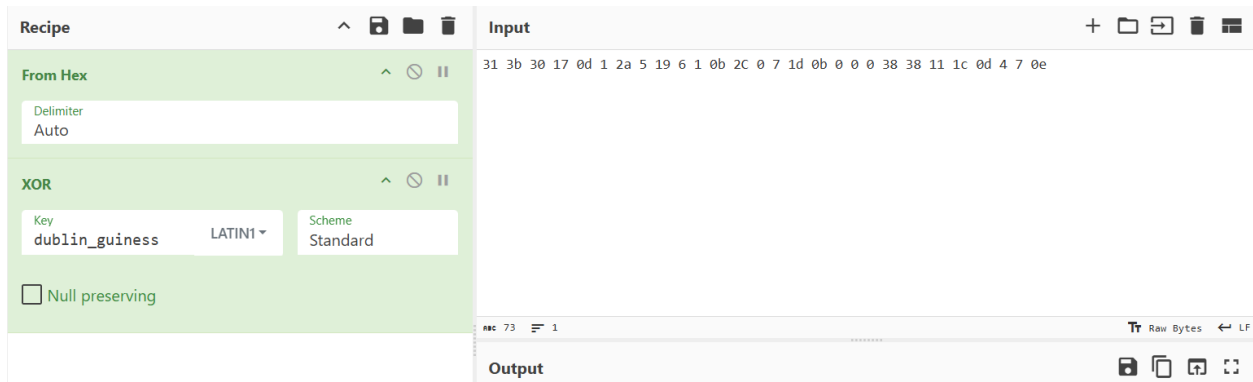 Recipe
Input
From Hex
31 3b 30 17 0d 1 2a 5 19 6 1 0b 2C 0 7 1d 0b 0 0 0 38 38 11 1c 0d 4 7 0e
Delimiter
Auto
XOR
Key
dublin_guiness
LATIN1
Scheme
Standard
Null preserving
ABC 73 1
Tт Raw Bytes LF
Output